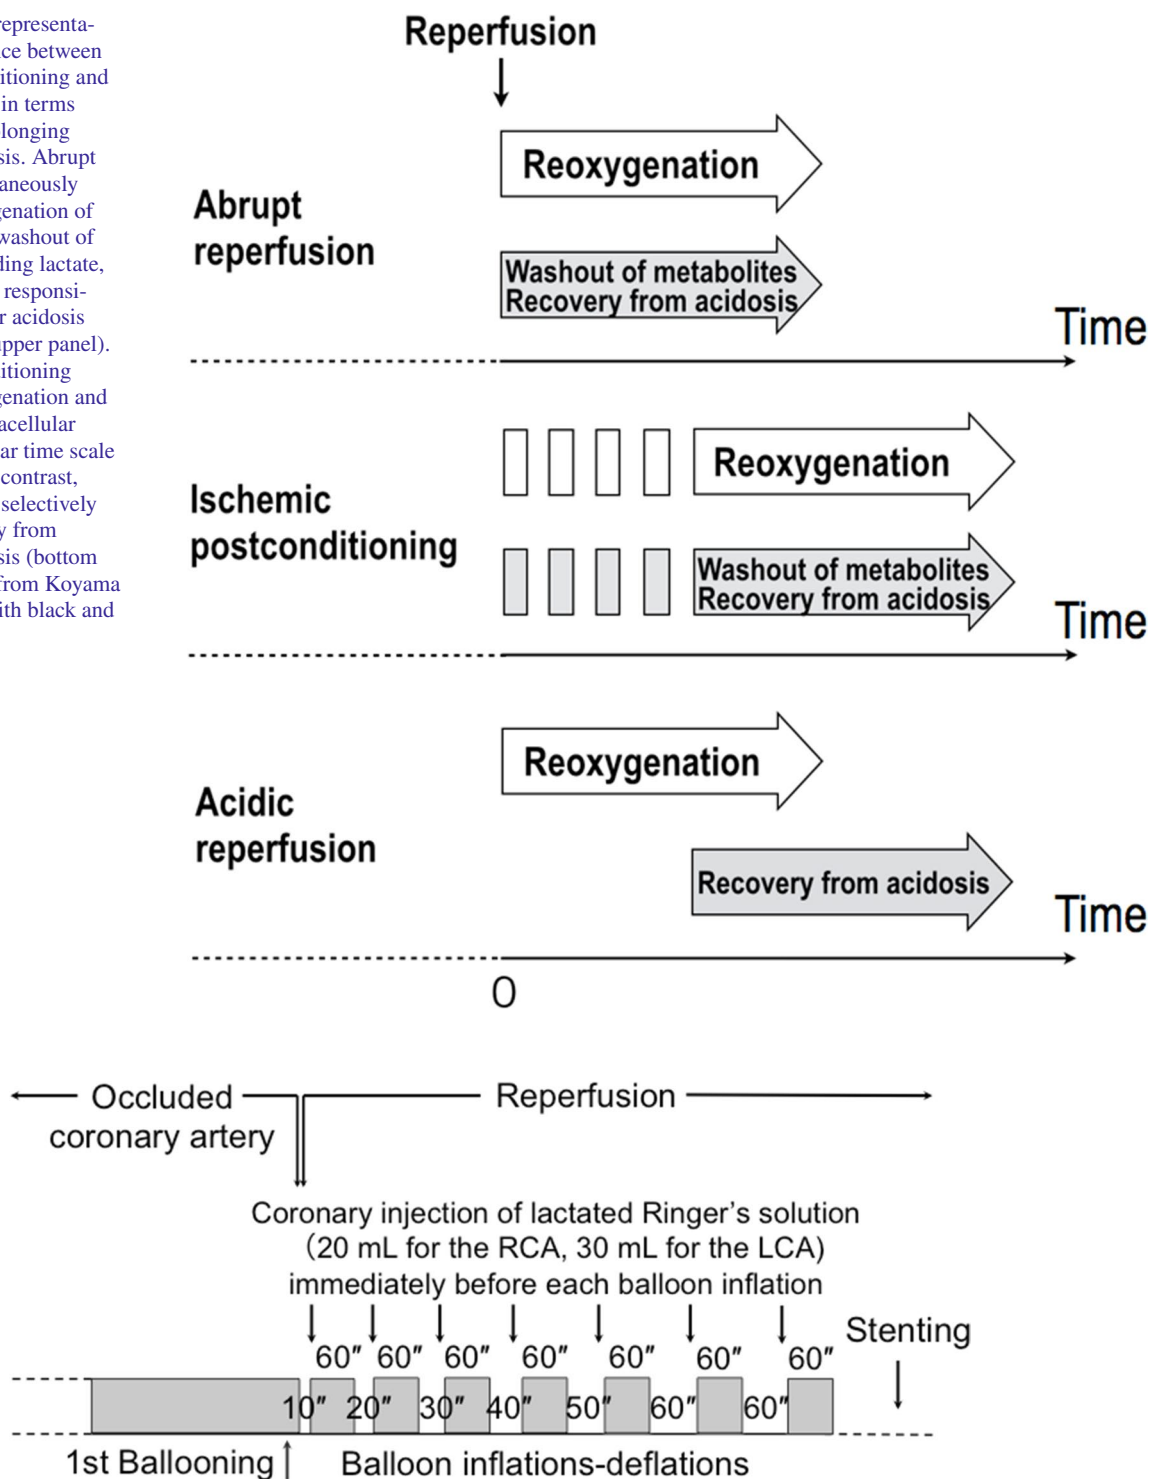 representa-
ce between
itioning and
in terms
longing
sis. Abrupt
aneously
genation of
washout of
ding lactate,
responsi-
r acidosis
upper panel).
ditioning
genation and
acellular
ar time scale
contrast,
selectively
y from
sis (bottom
from Koyama
ith black and
Reperfusion
Abrupt
reperfusion
Reoxygenation
Washout of metabolites
Recovery from acidosis
Time
Ischemic
postconditioning
Reoxygenation
Washout of metabolites
Recovery from acidosis
Time
Acidic
reperfusion
Reoxygenation
Recovery from acidosis
Time
0
Occluded
coronary artery
Reperfusion
Coronary injection of lactated Ringer's solution
(20 mL for the RCA, 30 mL for the LCA)
immediately before each balloon inflation
Stenting
60″ 60″ 60″ 60″ 60″ 60″ 60″
10″ 20″ 30″ 40″ 50″ 60″ 60″
1st Ballooning
Balloon inflations-deflations